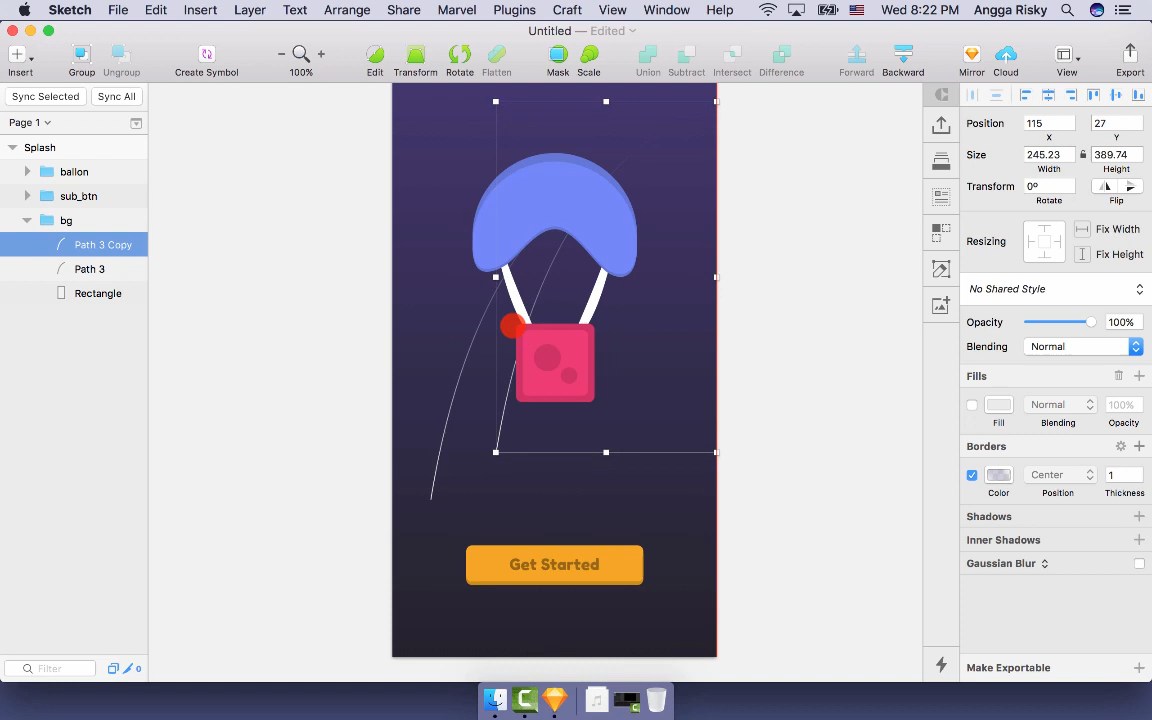 Sketch File Edit Insert Layer Text Arrange Share Marvel Plugins Craft View Window Help Wed 8:22 PM Angga Risky
Untitled — Edited
Insert Group Ungroup Create Symbol 100% Edit Transform Rotate Flatten Mask Scale Union Subtract Intersect Difference Forward Backward Mirror Cloud View Export
Sync Selected Sync All
Page 1
Splash
ballon
sub_btn
bg
Path 3 Copy
Path 3
Rectangle
Filter 0
Get Started
Position 115 27
X Y
Size 245.23 389.74
Width Height
Transform 0º
Rotate Flip
Resizing Fix Width
Fix Height
No Shared Style
Opacity 100%
Blending Normal
Fills
Normal 100%
Fill Blending Opacity
Borders
Center 1
Color Position Thickness
Shadows
Inner Shadows
Gaussian Blur
Make Exportable